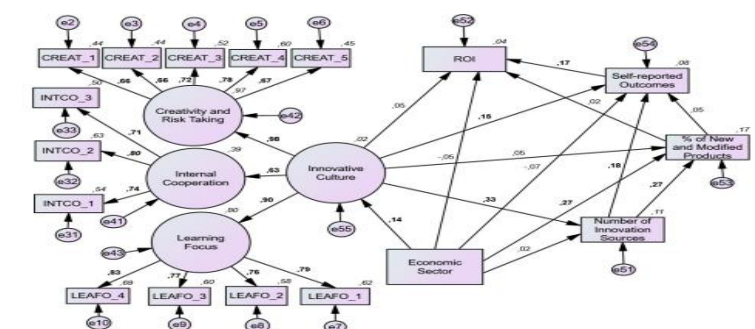 e2 e3 e4 e5 e6
.44 .44 .52 .60 .45
CREAT_1 CREAT_2 CREAT_3 CREAT_4 CREAT_5
.66 .66 .72 .78 .67
.50
INTCO_3
e33
.63
INTCO_2
e32
.54
INTCO_1
e31
.71
.80
.74
.97
Creativity and
Risk Taking
e42
.39
Internal
Cooperation
e41
.80
Learning
Focus
e43
.63
.90
.02
Innovative
Culture
e55
.83 .77 .76 .79
.60 .58 .62
LEAFO_4 LEAFO_3 LEAFO_2 LEAFO_1
e10 e9 e8 e7
e52
.04
ROI
e54
.08
Self-reported
Outcomes
.17
% of New
and Modified
Products
e53
.11
Number of
Innovation
Sources
e51
Economic
Sector
.17
.05
.15
.02
.05
-,05
.05
-,07
.18
.27
.33
.27
.14
.02